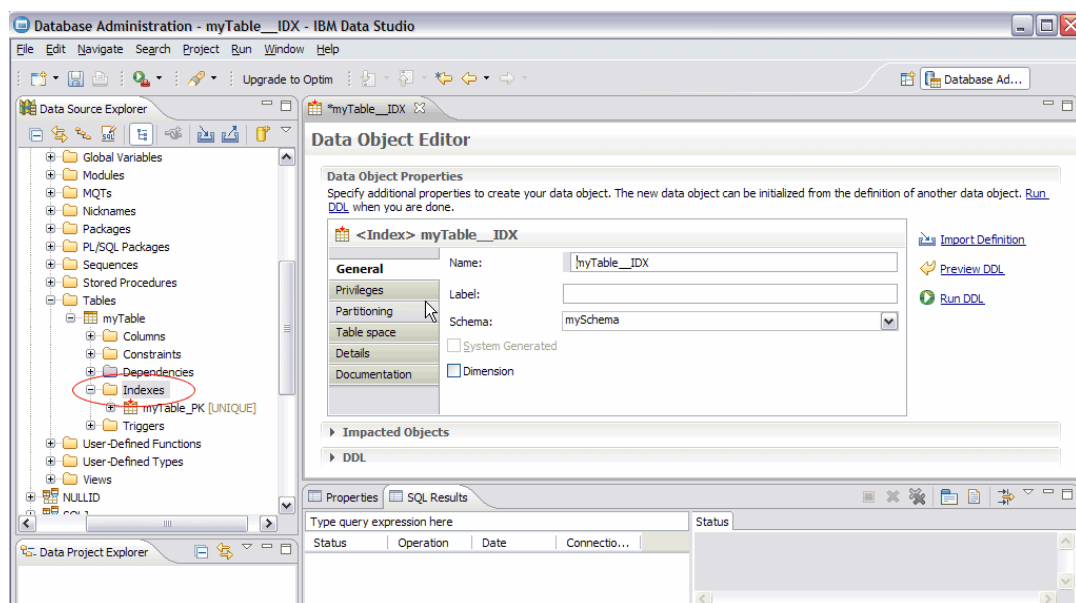 Database Administration - myTable__IDX - IBM Data Studio
File Edit Navigate Search Project Run Window Help
Upgrade to Optim
Database Ad...
Data Source Explorer
Global Variables
Modules
MQTs
Nicknames
Packages
PL/SQL Packages
Sequences
Stored Procedures
Tables
myTable
Columns
Constraints
Dependencies
Indexes
myTable_PK [UNIQUE]
Triggers
User-Defined Functions
User-Defined Types
Views
NULLID
Data Project Explorer
*myTable__IDX
Data Object Editor
Data Object Properties
Specify additional properties to create your data object. The new data object can be initialized from the definition of another data object. Run
DDL when you are done.
<Index> myTable__IDX
General
Privileges
Partitioning
Table space
Details
Documentation
Name: myTable__IDX
Label:
Schema: mySchema
System Generated
Dimension
Import Definition
Preview DDL
Run DDL
Impacted Objects
DDL
Properties SQL Results
Type query expression here
Status Operation Date Connectio...
Status